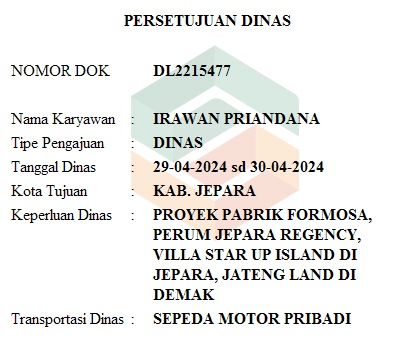 PERSETUJUAN DINAS
NOMOR DOK DL2215477
Nama Karyawan : IRAWAN PRIANDANA
Tipe Pengajuan : DINAS
Tanggal Dinas : 29-04-2024 sd 30-04-2024
Kota Tujuan : KAB. JEPARA
Keperluan Dinas : PROYEK PABRIK FORMOSA,
PERUM JEPARA REGENCY,
VILLA STAR UP ISLAND DI
JEPARA, JATENG LAND DI
DEMAK
Transportasi Dinas : SEPEDA MOTOR PRIBADI